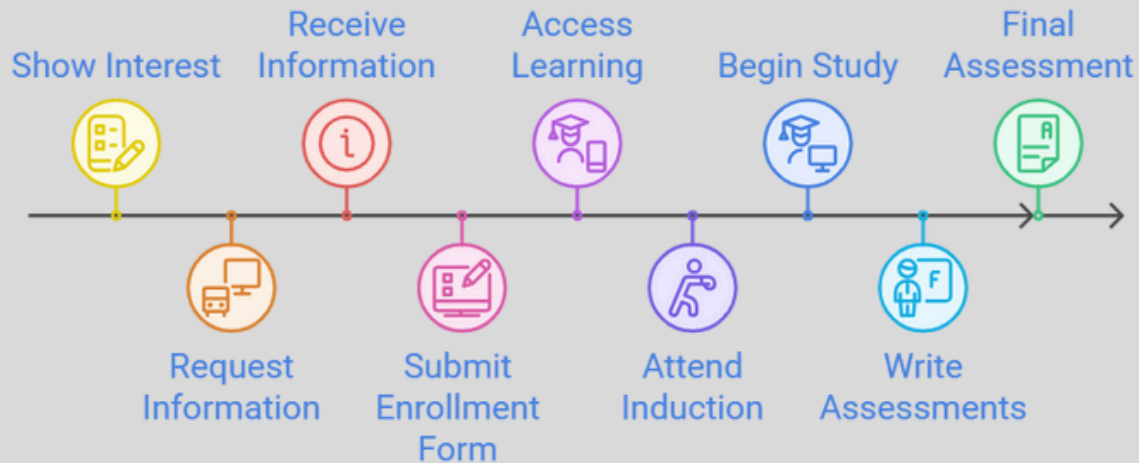 Show Interest
Request
Information
Receive
Information
Submit
Enrollment
Form
Access
Learning
Attend
Induction
Begin Study
Write
Assessments
Final
Assessment
i
F
A